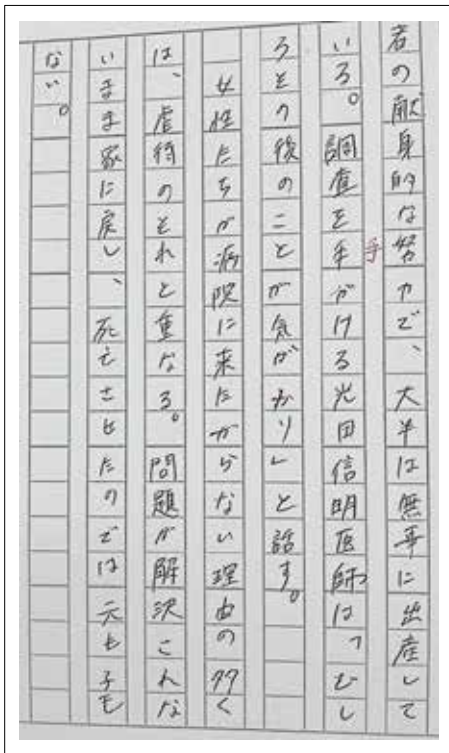 者の献身的な努力で、大半は無事に出産して
いる。調査を手がける光田信明医師は、「むし
手
ろその後のことが気がかり」と話す。
女性たちが病院に来たがらない理由の多く
は、虐待のそれと重なる。問題が解決されな
いまま家に戻し、死亡させたのでは元も子も
ない。